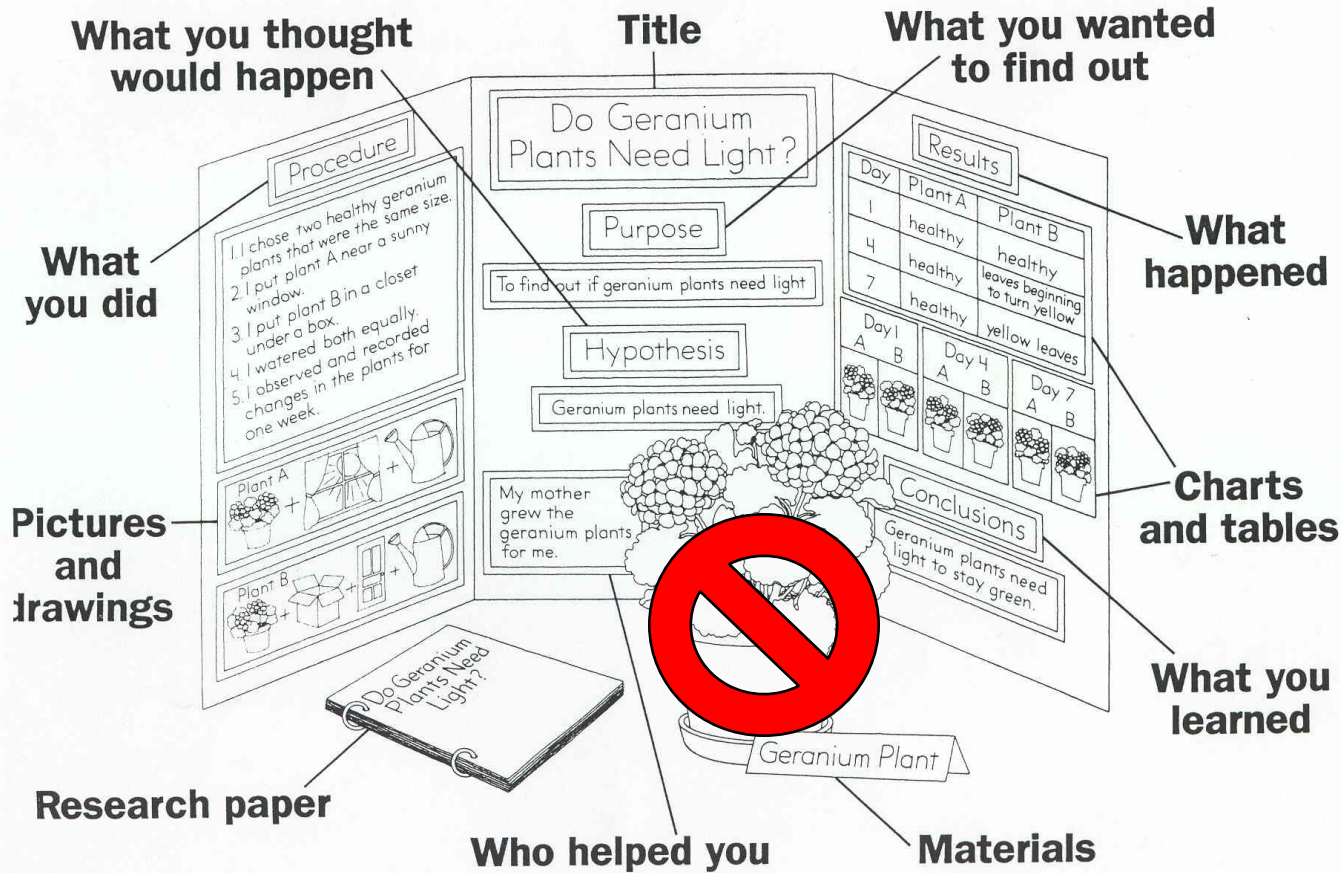 What you thought
would happen
Title
What you wanted
to find out
Do Geranium
Plants Need Light?
Procedure
1. I chose two healthy geranium
plants that were the same size.
2. I put plant A near a sunny
window.
3. I put plant B in a closet
under a box.
4. I watered both equally.
5. I observed and recorded
changes in the plants for
one week.
What
you did
Plant A
+
+
Plant B
+
+
+
Pictures
and
drawings
Purpose
To find out if geranium plants need light
Hypothesis
Geranium plants need light.
My mother
grew the
geranium plants
for me.
Results
Day Plant A Plant B
1 healthy healthy
4 healthy leaves beginning
to turn yellow
7 healthy yellow leaves
Day 1
A B
Day 4
A B
Day 7
A B
What
happened
Charts
and tables
Conclusions
Geranium plants need
light to stay green.
What you
learned
Do Geranium
Plants Need
Light?
Geranium Plant
Research paper
Who helped you
Materials